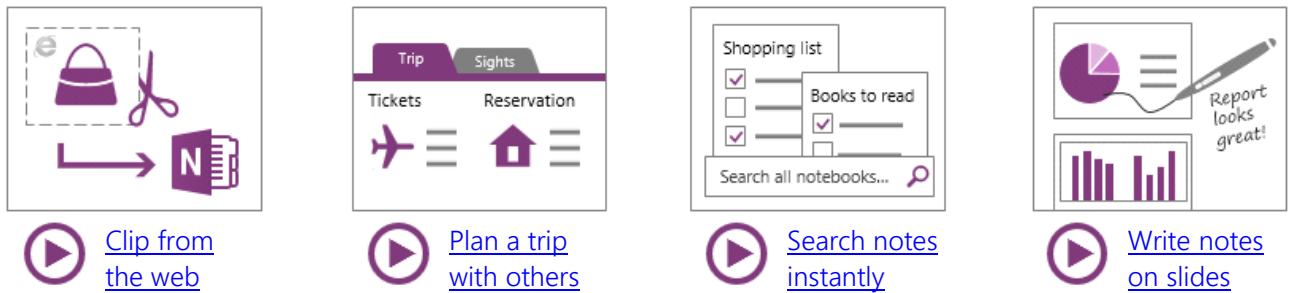 e
N
Clip from
the web
Trip
Sights
Tickets
Reservation
Plan a trip
with others
Shopping list
Books to read
Search all notebooks...
Search notes
instantly
Report
looks
great!
Write notes
on slides